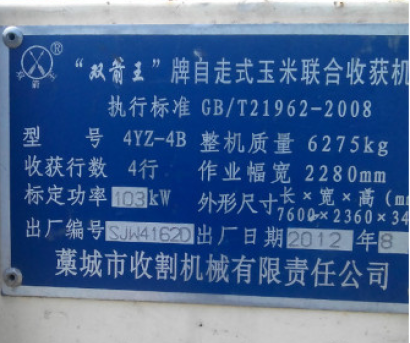 "双箭王"牌自走式玉米联合收获机
执行标准 GB/T21962-2008
型 号 4YZ-4B 整机质量 6275kg
收获行数 4行 作业幅宽 2280mm
标定功率 103kW 外形尺寸 长×宽×高(mm
7600×2360×34
出厂编号 SJW41620 出厂日期 2012 年 8
藁城市收割机械有限责任公司